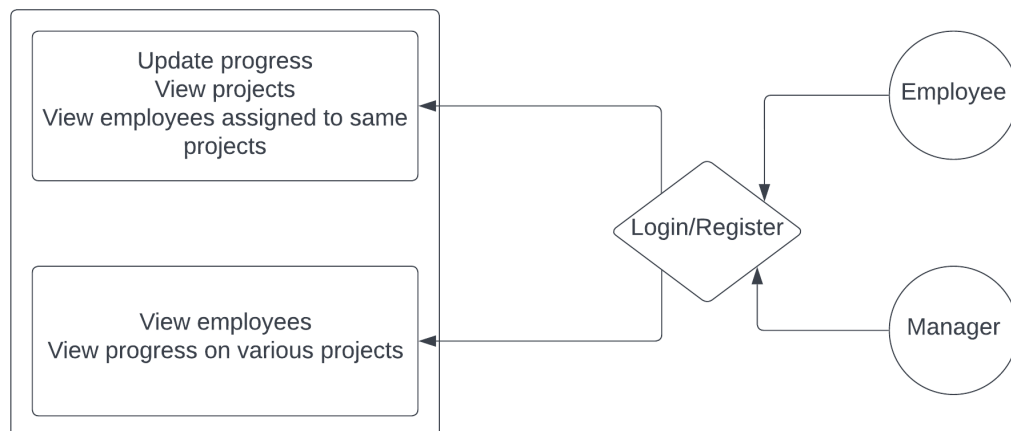 Update progress
View projects
View employees assigned to same
projects
Employee
Login/Register
View employees
View progress on various projects
Manager